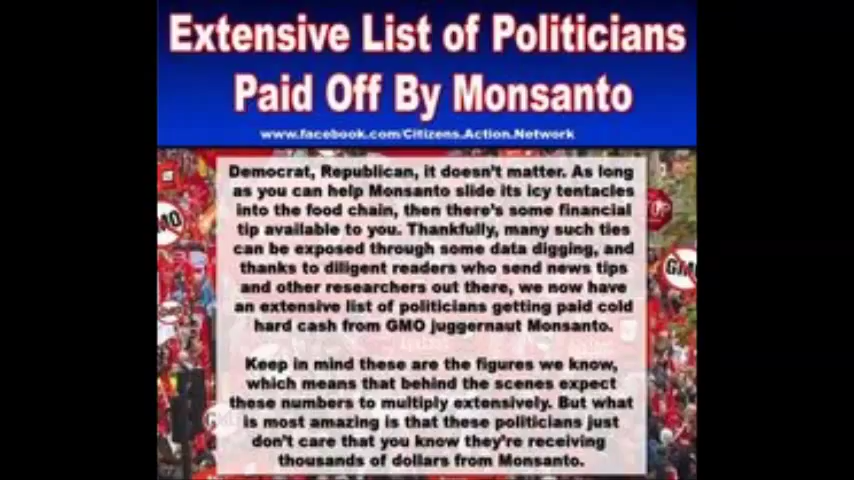 Extensive List of Politicians
Paid Off By Monsanto
www.facebook.com/Citizens.Action.Network
Democrat, Republican, it doesn't matter. As long
as you can help Monsanto slide its icy tentacles
into the food chain, then there's some financial
tip available to you. Thankfully, many such ties
can be exposed through some data digging, and
thanks to diligent readers who send news tips
and other researchers out there, we now have
an extensive list of politicians getting paid cold
hard cash from GMO juggernaut Monsanto.
Keep in mind these are the figures we know,
which means that behind the scenes expect
these numbers to multiply extensively. But what
is most amazing is that these politicians just
don't care that you know they're receiving
thousands of dollars from Monsanto.
GMO